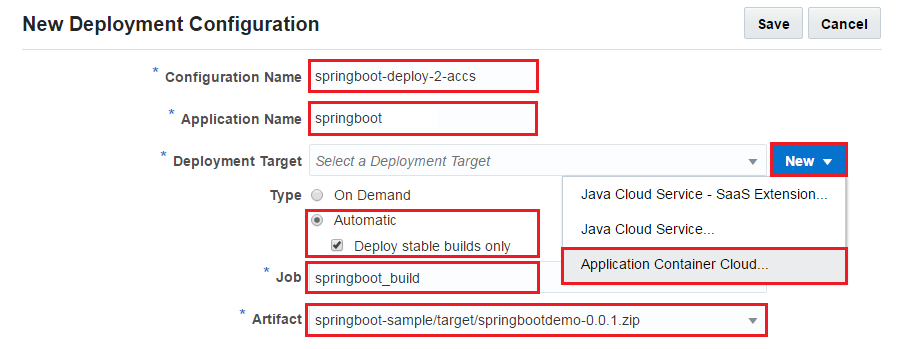 New Deployment Configuration Save Cancel
* Configuration Name springboot-deploy-2-accs
* Application Name springboot
* Deployment Target Select a Deployment Target New
Type On Demand Java Cloud Service - SaaS Extension...
Automatic
Deploy stable builds only Java Cloud Service...
* Job springboot_build Application Container Cloud...
* Artifact springboot-sample/target/springbootdemo-0.0.1.zip